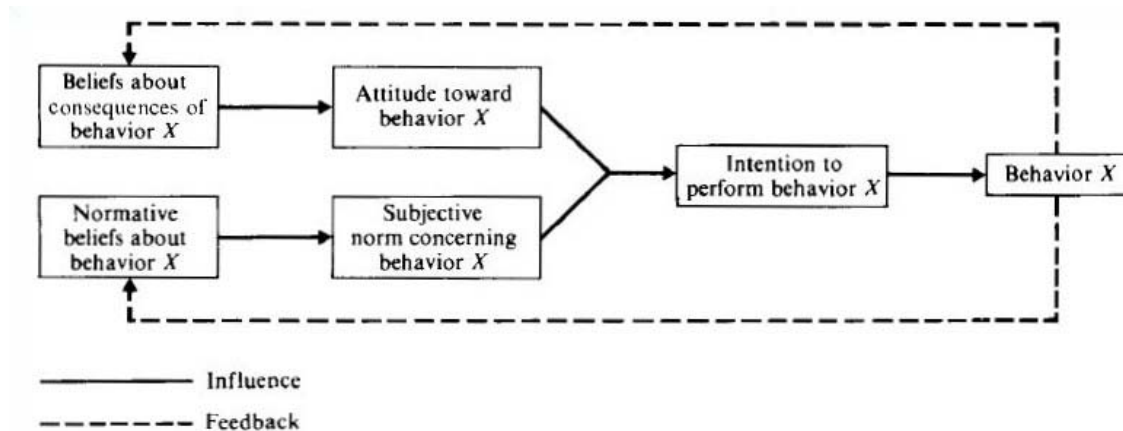 Beliefs about
consequences of
behavior X
Attitude toward
behavior X
Normative
beliefs about
behavior X
Subjective
norm concerning
behavior X
Intention to
perform behavior X
Behavior X
Influence
Feedback